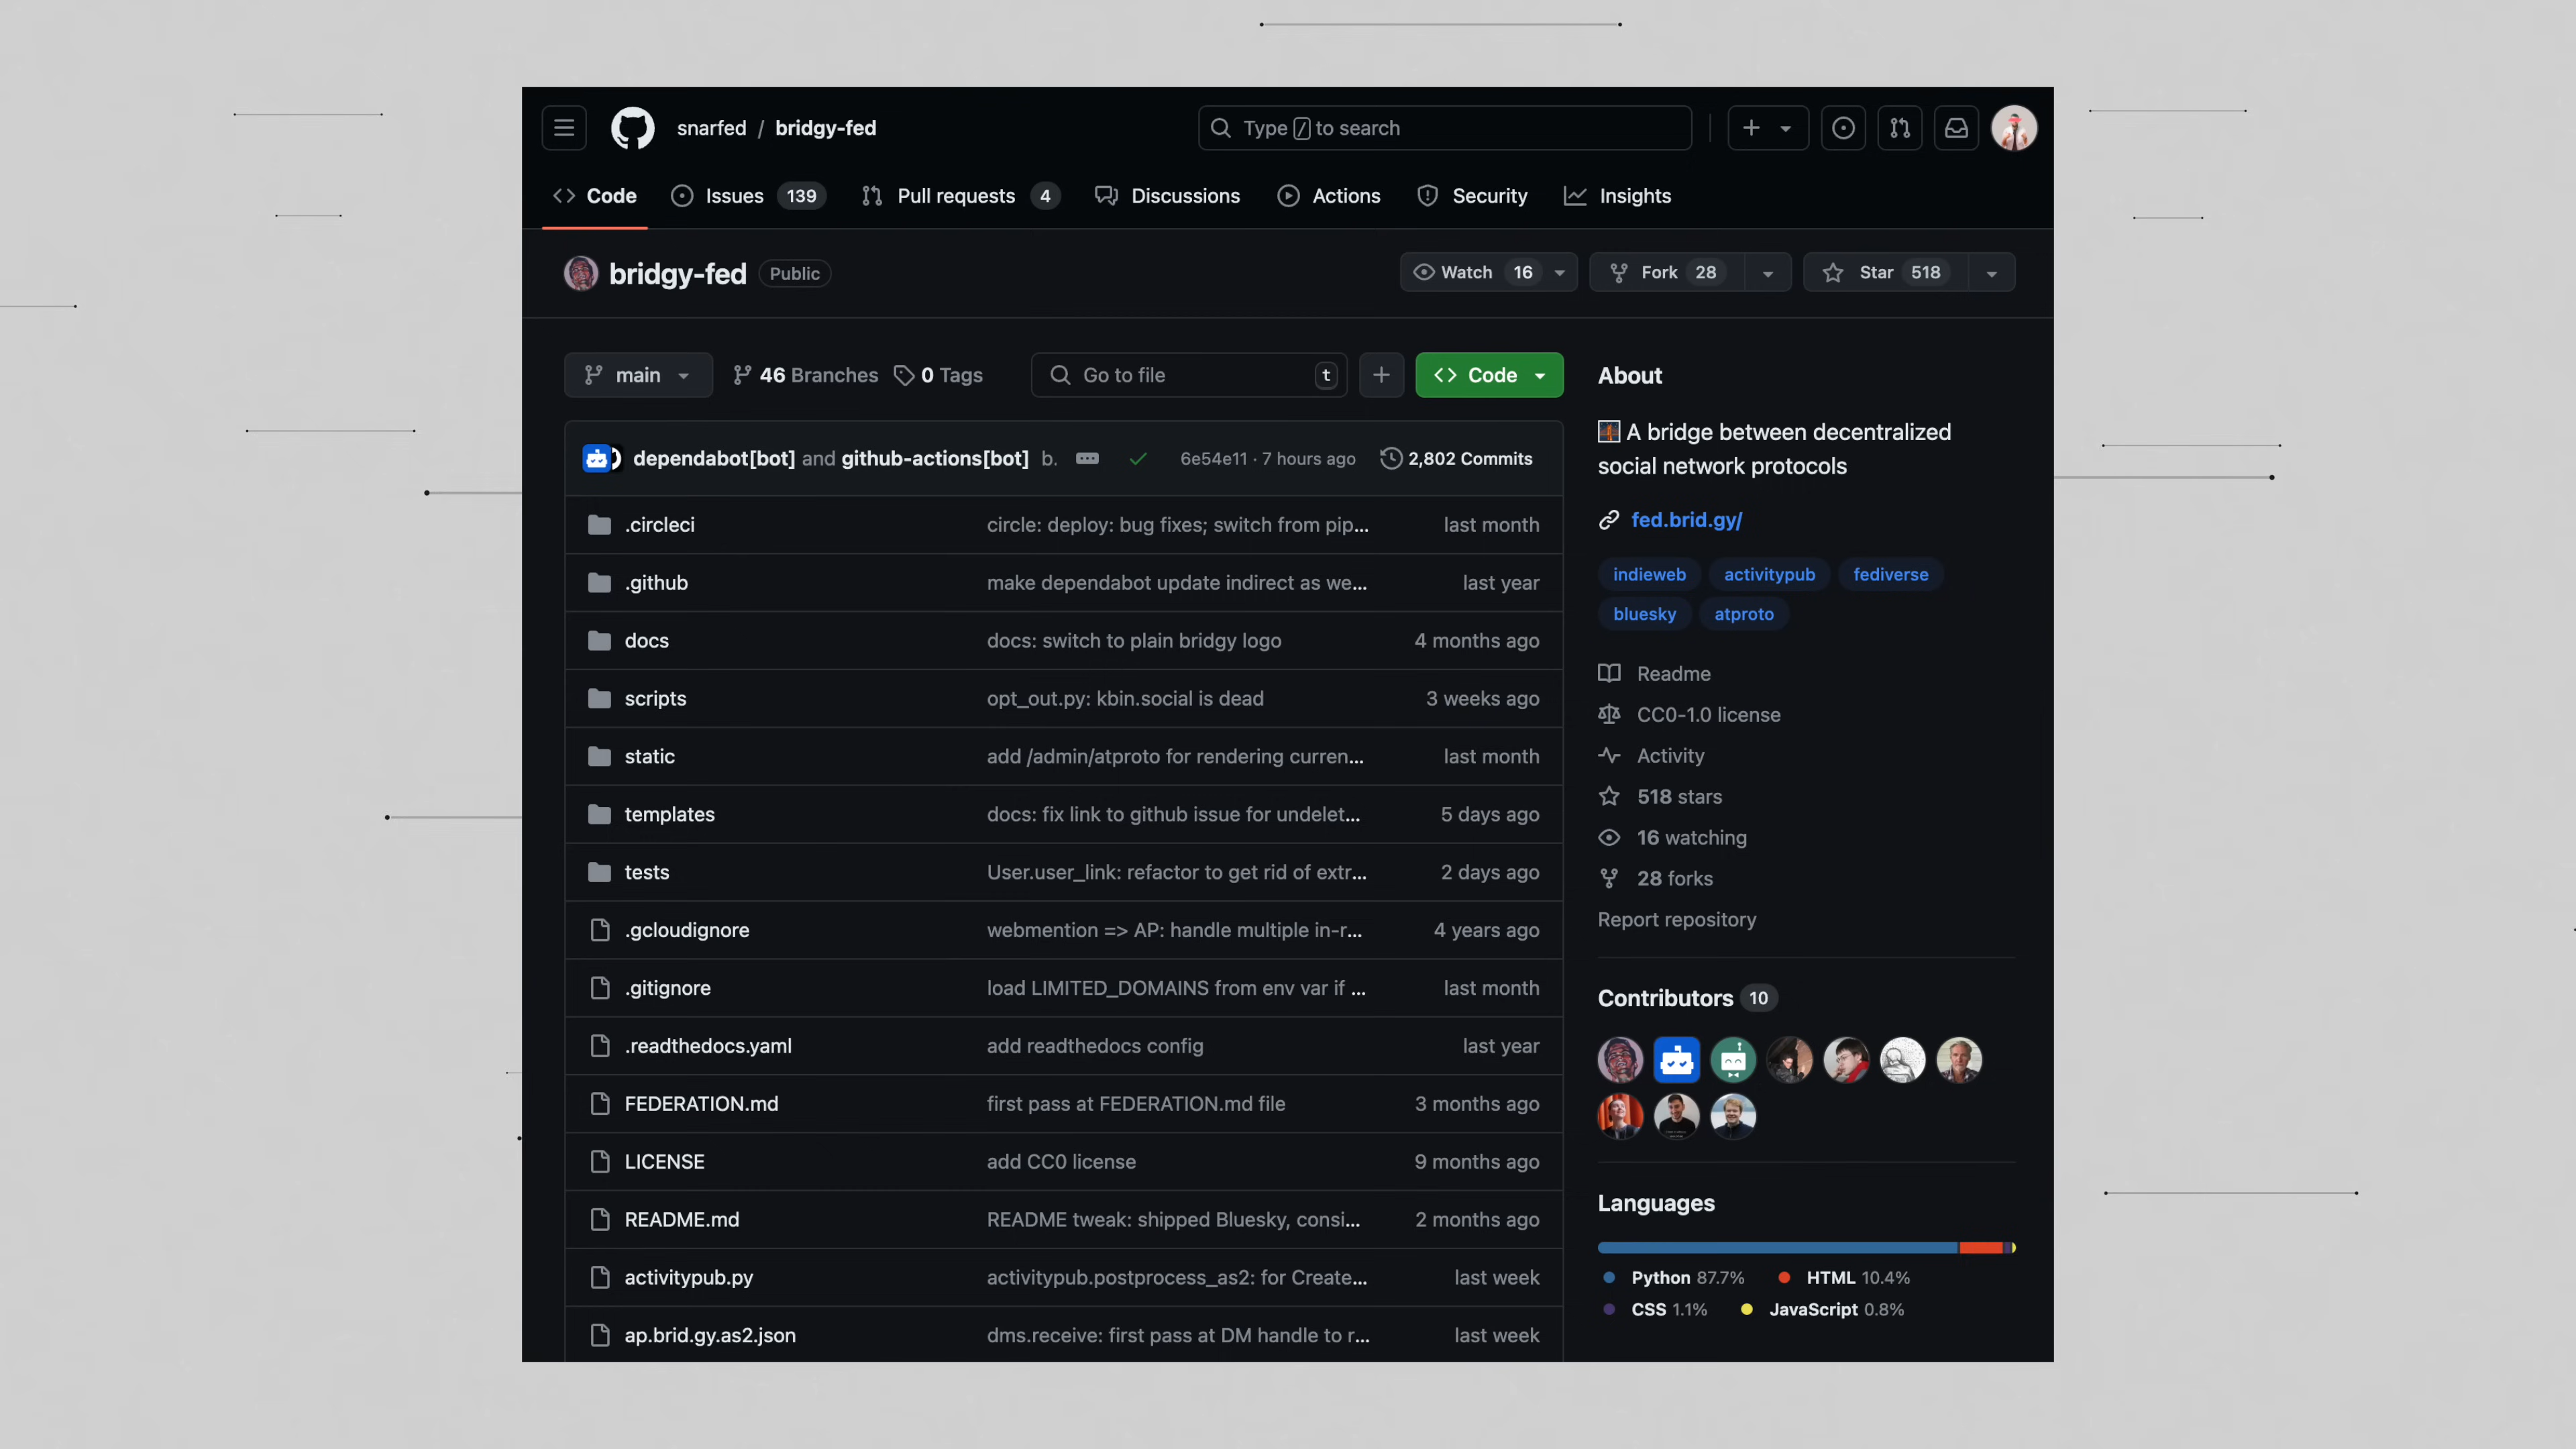 snarfed / bridgy-fed
Type / to search
Code
Issues 139
Pull requests 4
Discussions
Actions
Security
Insights
bridgy-fed Public
Watch 16
Fork 28
Star 518
main
46 Branches
0 Tags
Go to file t
Code
dependabot[bot] and github-actions[bot] b.
6e54e11 · 7 hours ago
2,802 Commits
.circleci circle: deploy: bug fixes; switch from pip... last month
.github make dependabot update indirect as we... last year
docs docs: switch to plain bridgy logo 4 months ago
scripts opt_out.py: kbin.social is dead 3 weeks ago
static add /admin/atproto for rendering curren... last month
templates docs: fix link to github issue for undelet... 5 days ago
tests User.user_link: refactor to get rid of extr... 2 days ago
.gcloudignore webmention => AP: handle multiple in-r... 4 years ago
.gitignore load LIMITED_DOMAINS from env var if ... last month
.readthedocs.yaml add readthedocs config last year
FEDERATION.md first pass at FEDERATION.md file 3 months ago
LICENSE add CC0 license 9 months ago
README.md README tweak: shipped Bluesky, consi... 2 months ago
activitypub.py activitypub.postprocess_as2: for Create... last week
ap.brid.gy.as2.json dms.receive: first pass at DM handle to r... last week
About
A bridge between decentralized
social network protocols
fed.brid.gy/
indieweb activitypub fediverse
bluesky atproto
Readme
CC0-1.0 license
Activity
518 stars
16 watching
28 forks
Report repository
Contributors 10
Languages
Python 87.7% HTML 10.4%
CSS 1.1% JavaScript 0.8%